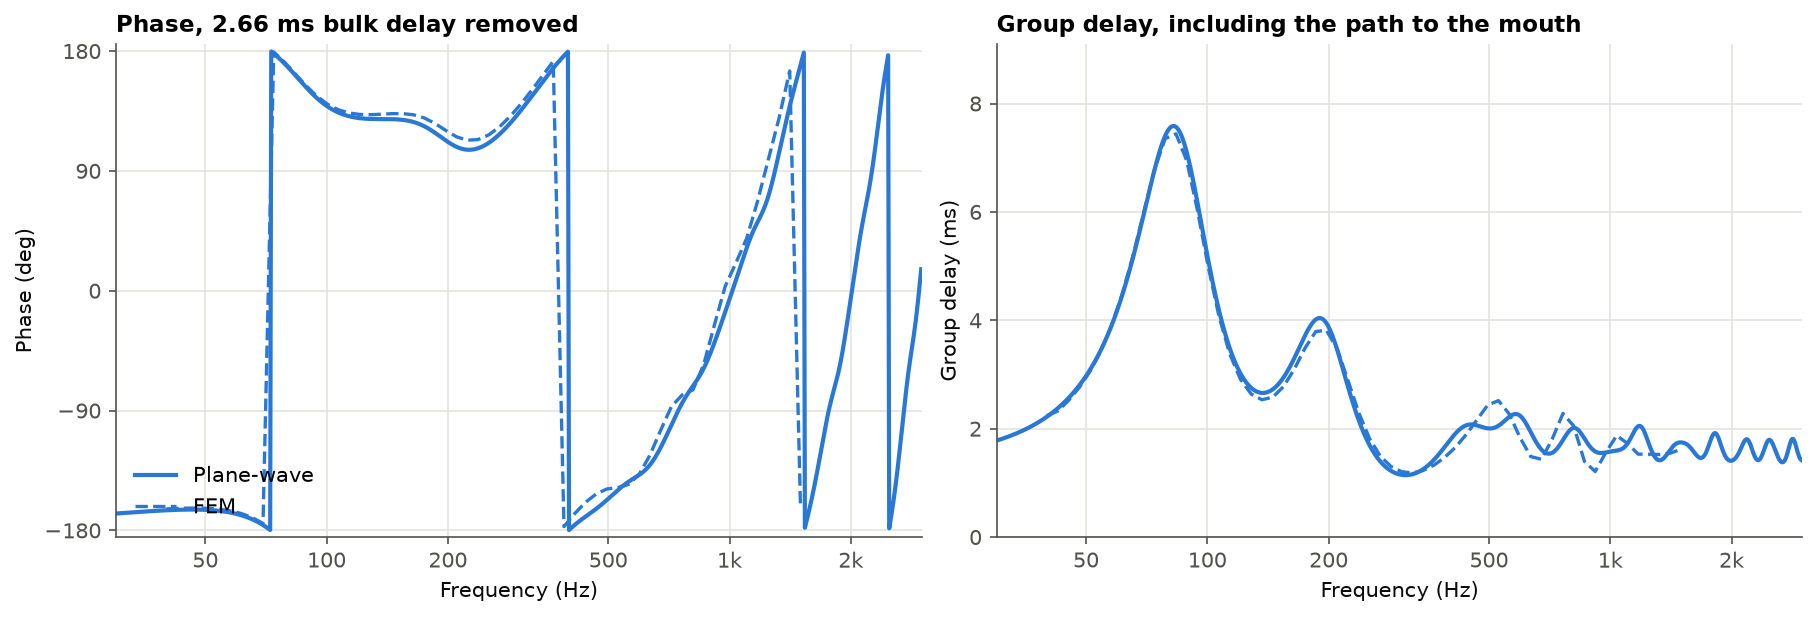 Phase, 2.66 ms bulk delay removed
180
90
0
−90
−180
Phase (deg)
Plane-wave
FEM
50
100
200
500
1k
2k
Frequency (Hz)
Group delay, including the path to the mouth
8
6
4
2
0
Group delay (ms)
50
100
200
500
1k
2k
Frequency (Hz)